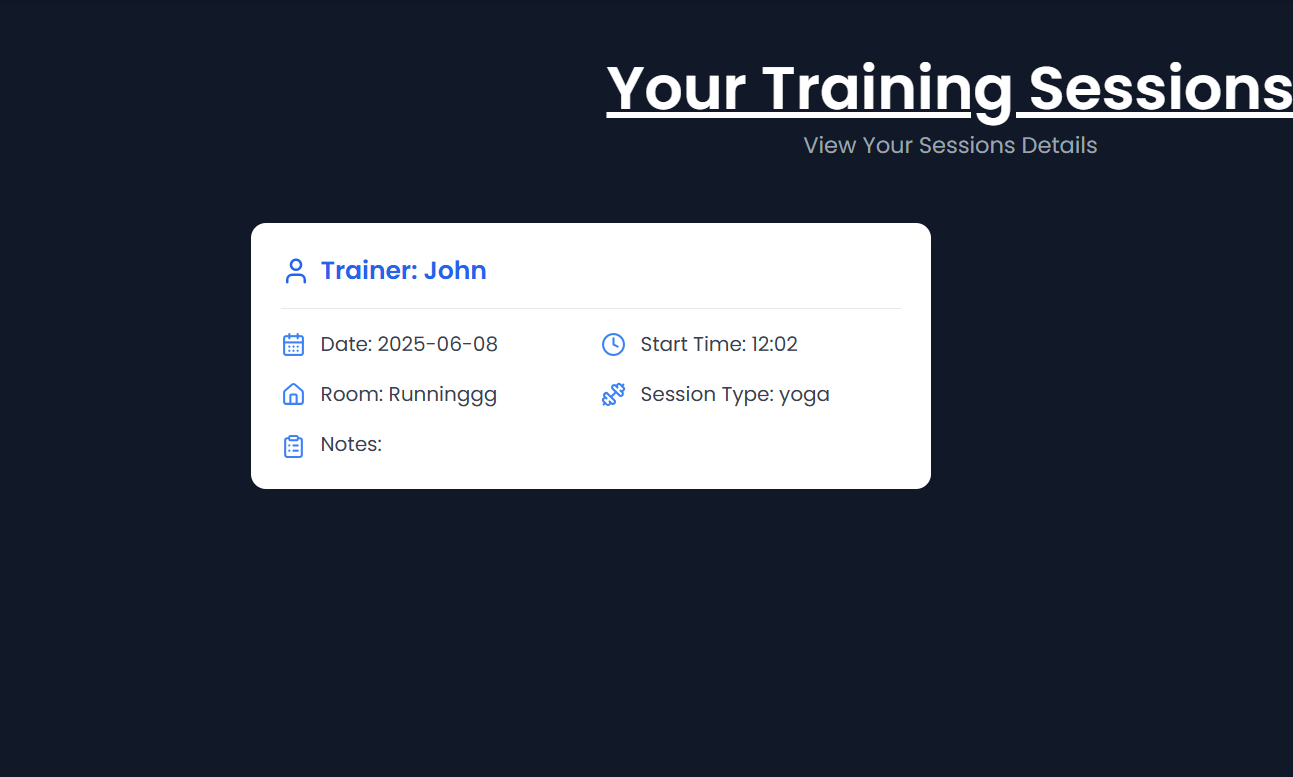 Your Training Sessions
View Your Sessions Details
Trainer: John
Date: 2025-06-08
Start Time: 12:02
Room: Runninggg
Session Type: yoga
Notes: